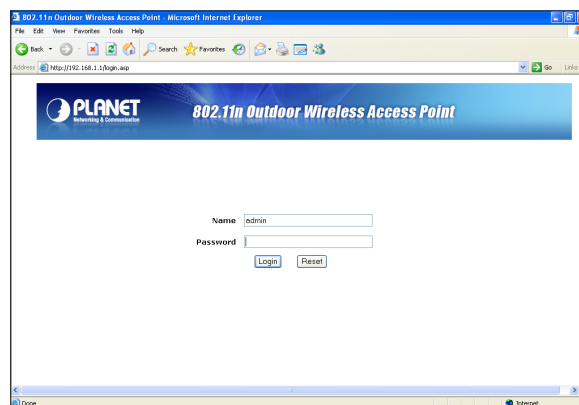 802.11n Outdoor Wireless Access Point - Microsoft Internet Explorer
File Edit View Favorites Tools Help
Back Search Favorites
Address http://192.168.1.1/login.asp Go Links
PLANET
Networking & Communication
802.11n Outdoor Wireless Access Point
Name admin
Password
Login Reset
Done Internet